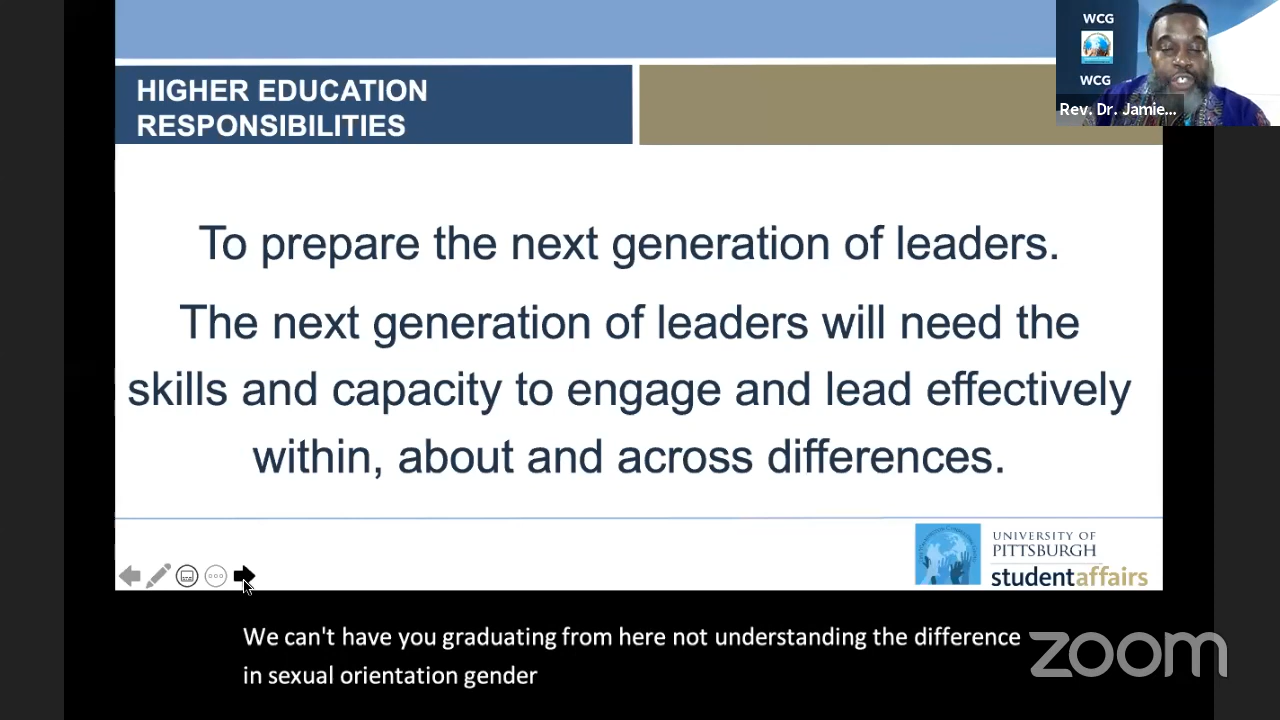 WCG
WCG
Rev. Dr. Jamie...
HIGHER EDUCATION
RESPONSIBILITIES
To prepare the next generation of leaders.
The next generation of leaders will need the
skills and capacity to engage and lead effectively
within, about and across differences.
UNIVERSITY OF
PITTSBURGH
studentaffairs
We can't have you graduating from here not understanding the difference
in sexual orientation gender
zoom